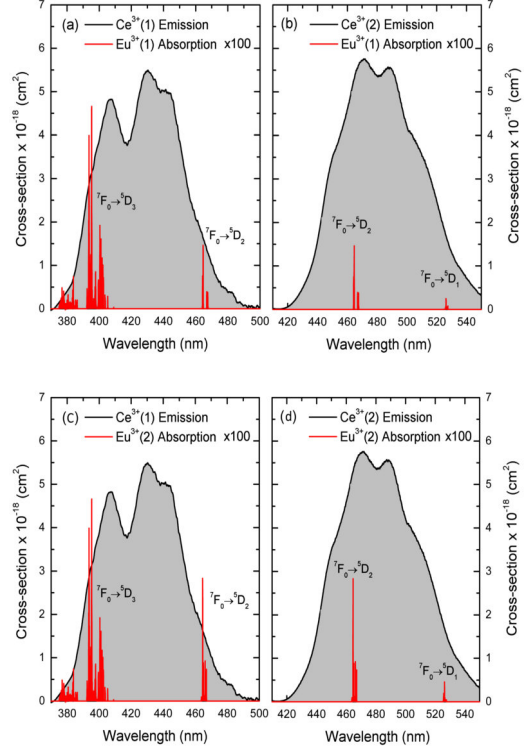 (a) Ce³⁺(1) Emission
Eu³⁺(1) Absorption x100
(b) Ce³⁺(2) Emission
Eu³⁺(1) Absorption x100
7
6
5
4
3
2
1
0
Cross-section x 10⁻¹⁸ (cm²)
⁷F₀→⁵D₃
⁷F₀→⁵D₂
⁷F₀→⁵D₂
⁷F₀→⁵D₁
7
6
5
4
3
2
1
0
Cross-section x 10⁻¹⁸ (cm²)
380 400 420 440 460 480 500
420 440 460 480 500 520 540
Wavelength (nm)
Wavelength (nm)
(c) Ce³⁺(1) Emission
Eu³⁺(2) Absorption x100
(d) Ce³⁺(2) Emission
Eu³⁺(2) Absorption x100
7
6
5
4
3
2
1
0
Cross-section x 10⁻¹⁸ (cm²)
⁷F₀→⁵D₃
⁷F₀→⁵D₂
⁷F₀→⁵D₂
⁷F₀→⁵D₁
7
6
5
4
3
2
1
0
Cross-section x 10⁻¹⁸ (cm²)
380 400 420 440 460 480 500
420 440 460 480 500 520 540
Wavelength (nm)
Wavelength (nm)